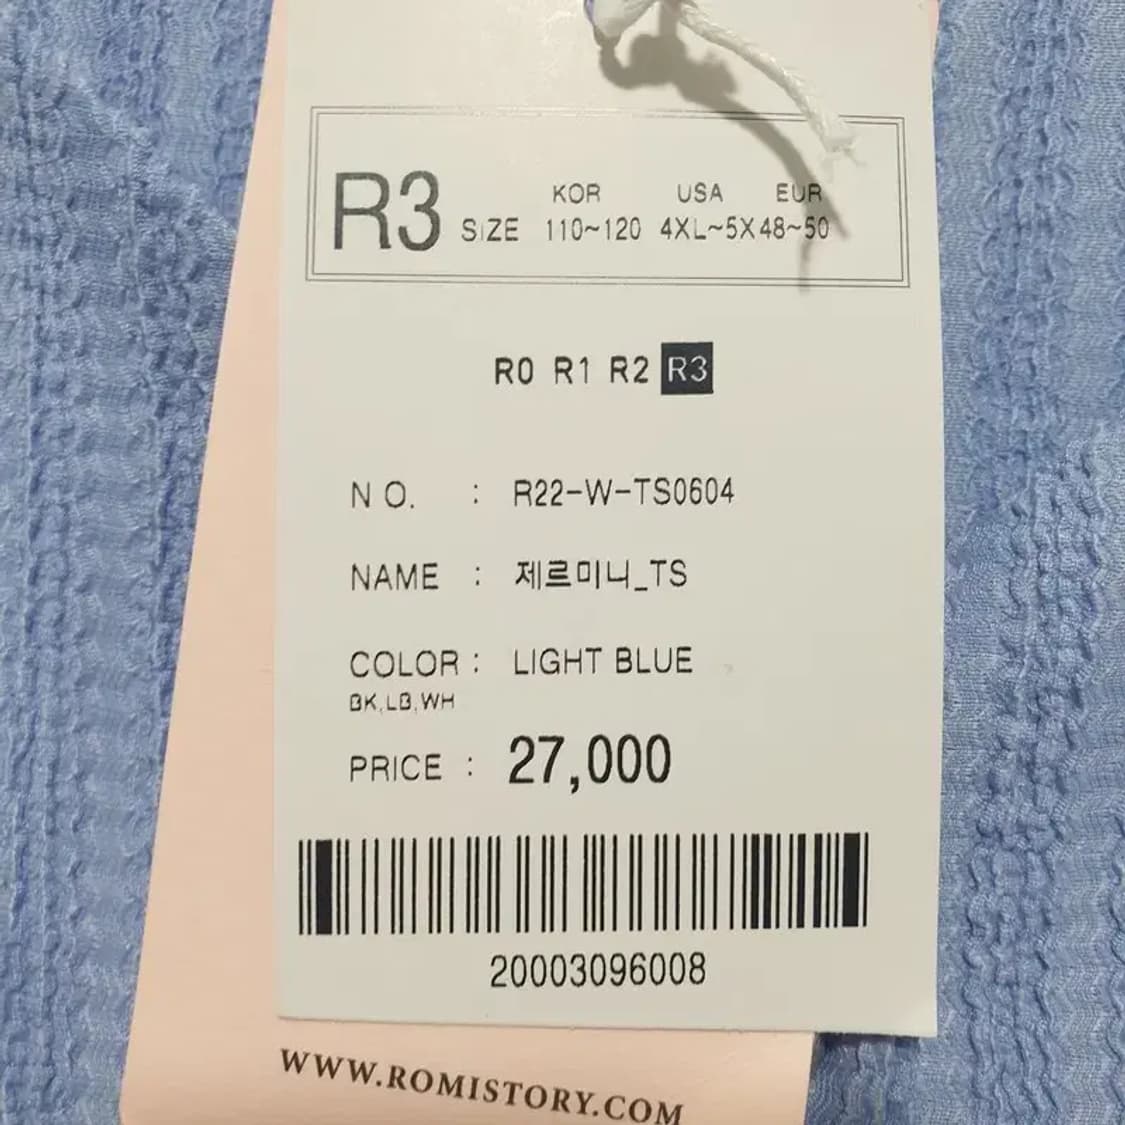 R3 SIZE
KOR USA EUR
110~120 4XL~5X 48~50
R0 R1 R2 R3
NO. : R22-W-TS0604
NAME : 제르미니_TS
COLOR : LIGHT BLUE
BK,LB,WH
PRICE : 27,000
20003096008
WWW.ROMISTORY.COM